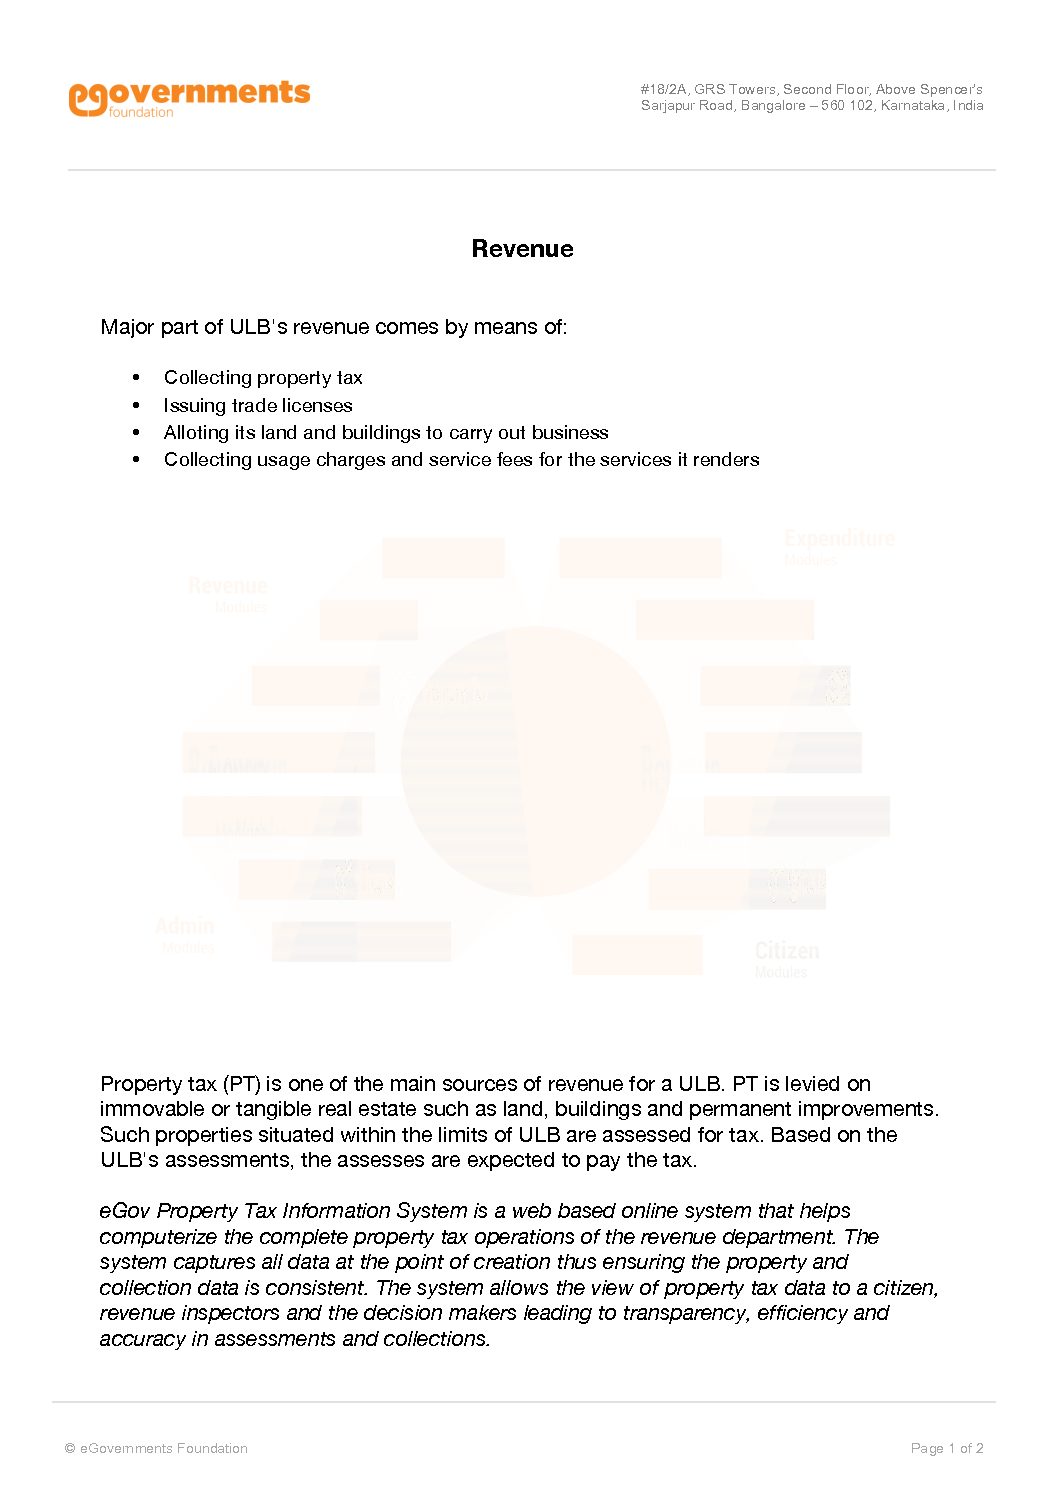 egovernments
foundation
#18/2A, GRS Towers, Second Floor, Above Spencer's
Sarjapur Road, Bangalore – 560 102, Karnataka, India
Revenue
Major part of ULB's revenue comes by means of:
• Collecting property tax
• Issuing trade licenses
• Alloting its land and buildings to carry out business
• Collecting usage charges and service fees for the services it renders
Expenditure
Modules
Revenue
Modules
Admin
Modules
Citizen
Modules
Property tax (PT) is one of the main sources of revenue for a ULB. PT is levied on
immovable or tangible real estate such as land, buildings and permanent improvements.
Such properties situated within the limits of ULB are assessed for tax. Based on the
ULB's assessments, the assesses are expected to pay the tax.
eGov Property Tax Information System is a web based online system that helps
computerize the complete property tax operations of the revenue department. The
system captures all data at the point of creation thus ensuring the property and
collection data is consistent. The system allows the view of property tax data to a citizen,
revenue inspectors and the decision makers leading to transparency, efficiency and
accuracy in assessments and collections.
© eGovernments Foundation
Page 1 of 2